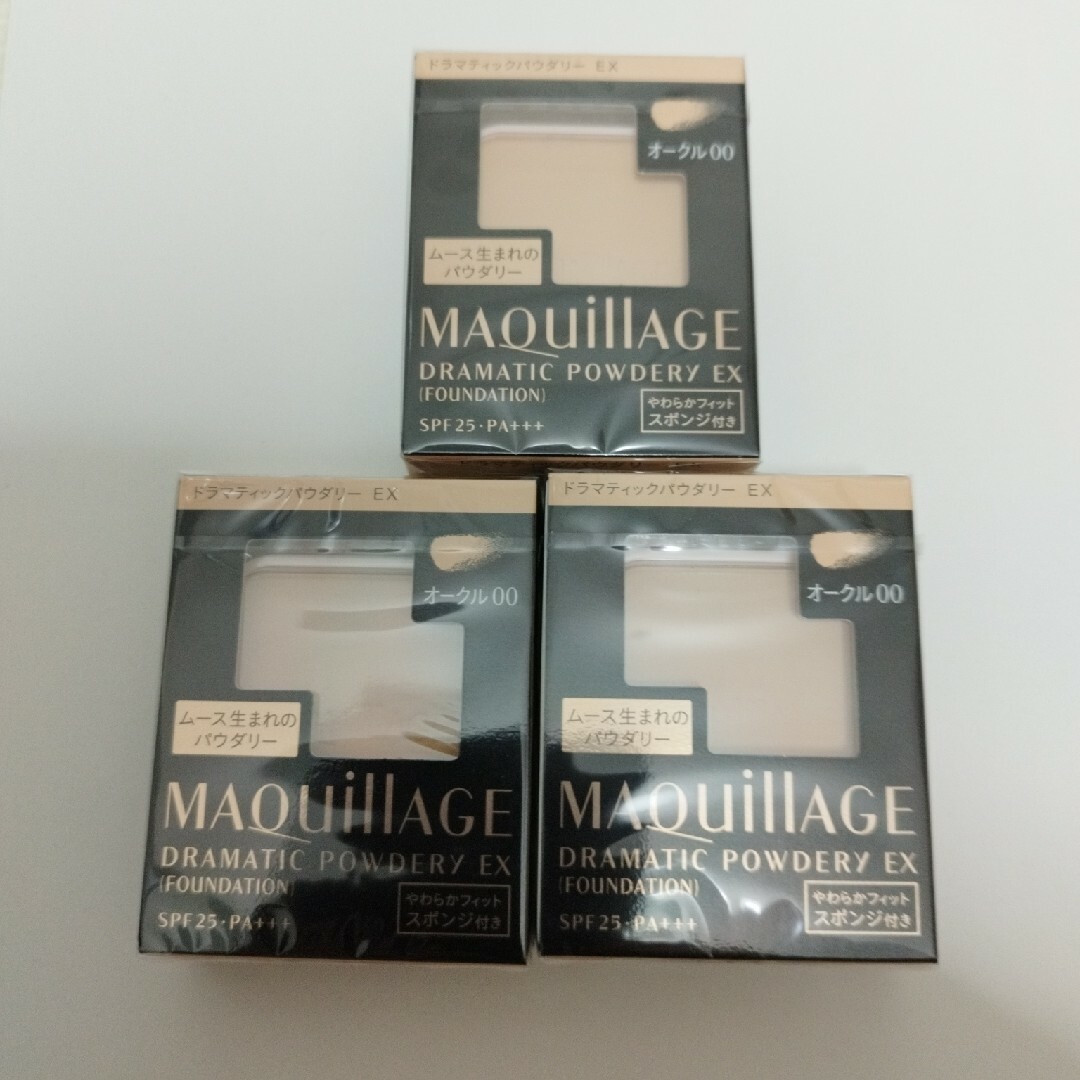 ドラマティックパウダリー EX
オークル00
ムース生まれの
パウダリー
MAQuillAGE
DRAMATIC POWDERY EX
(FOUNDATION)
SPF25・PA+++
やわらかフィット
スポンジ付き
ドラマティックパウダリー EX
オークル00
ムース生まれの
パウダリー
MAQuillAGE
DRAMATIC POWDERY EX
(FOUNDATION)
SPF25・PA+++
やわらかフィット
スポンジ付き
ドラマティックパウダリー EX
オークル00
ムース生まれの
パウダリー
MAQuillAGE
DRAMATIC POWDERY EX
(FOUNDATION)
SPF25・PA+++
やわらかフィット
スポンジ付き